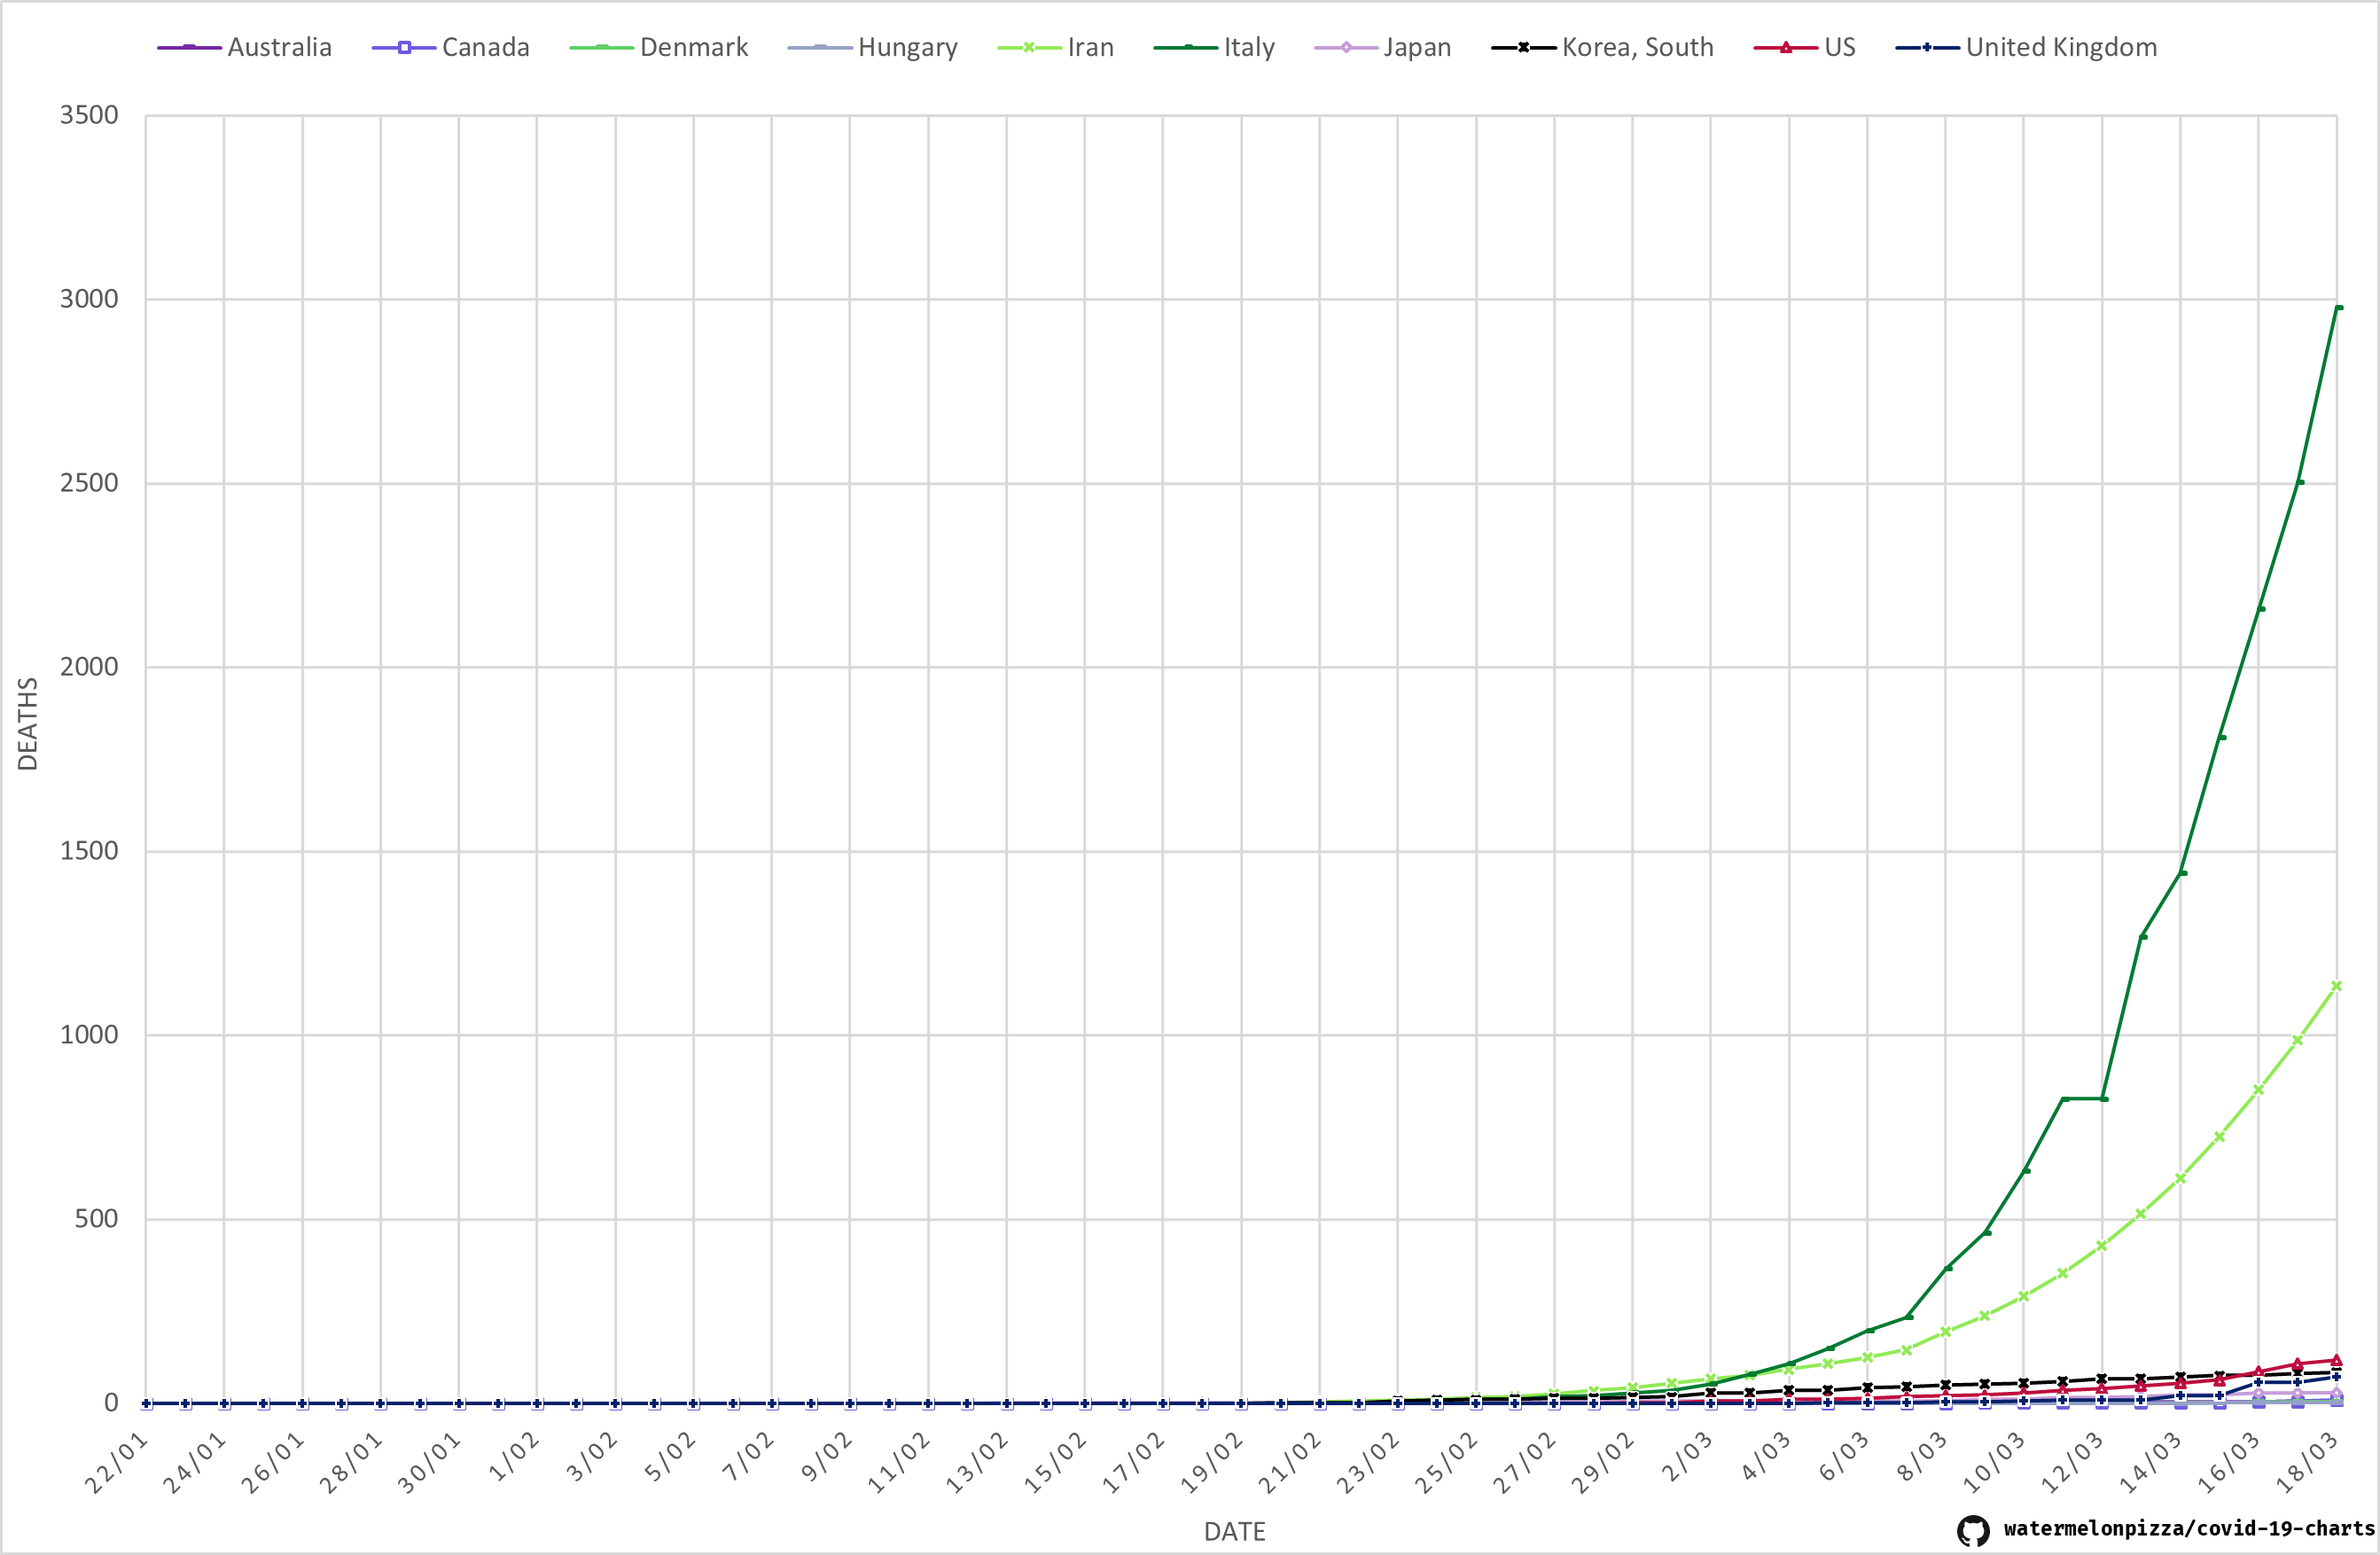 Australia Canada Denmark Hungary Iran Italy Japan Korea, South US United Kingdom
3500
3000
2500
2000
1500
1000
500
0
DEATHS
22/01 24/01 26/01 28/01 30/01 1/02 3/02 5/02 7/02 9/02 11/02 13/02 15/02 17/02 19/02 21/02 23/02 25/02 27/02 29/02 2/03 4/03 6/03 8/03 10/03 12/03 14/03 16/03 18/03
DATE
watermelonpizza/covid-19-charts